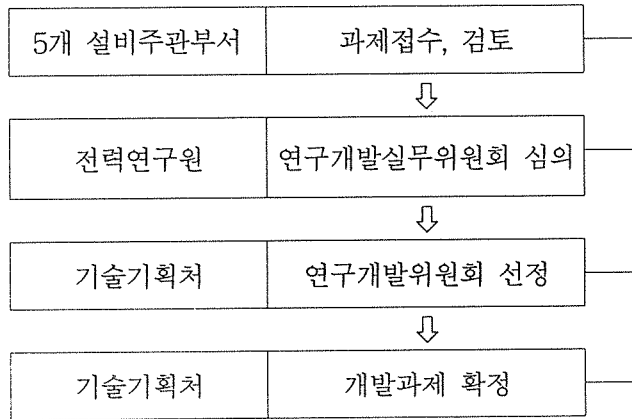 5개 설비주관부서 과제접수, 검토
전력연구원 연구개발실무위원회 심의
기술기획처 연구개발위원회 선정
기술기획처 개발과제 확정